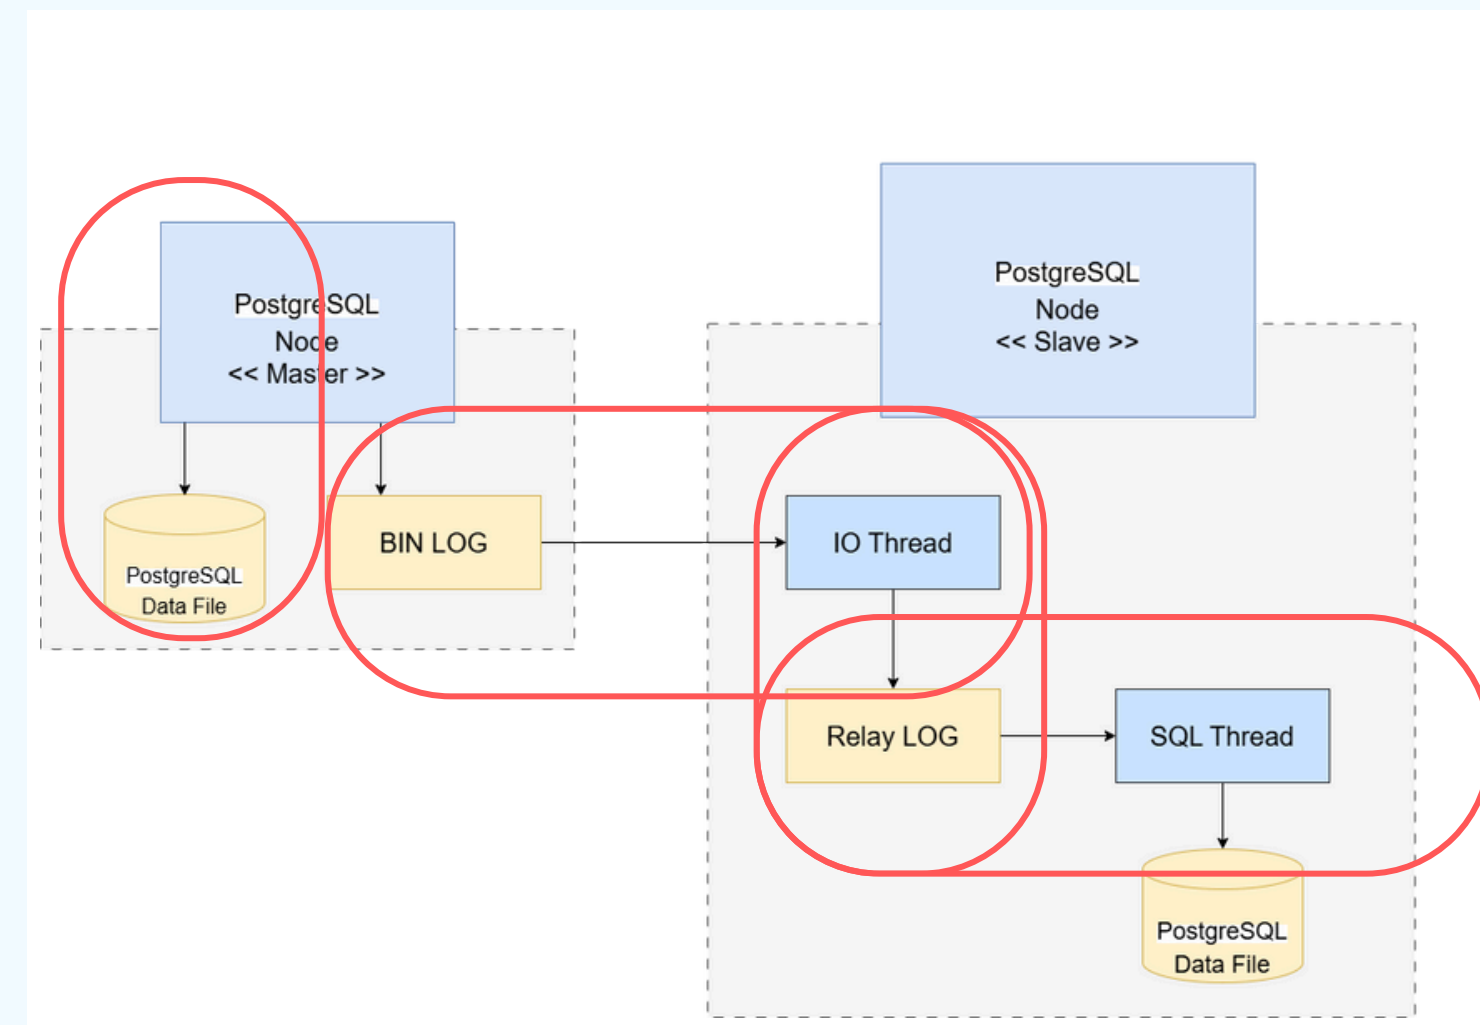 PostgreSQL
Node
<< Master >>
PostgreSQL
Node
<< Slave >>
PostgreSQL
Data File
BIN LOG
IO Thread
Relay LOG
SQL Thread
PostgreSQL
Data File